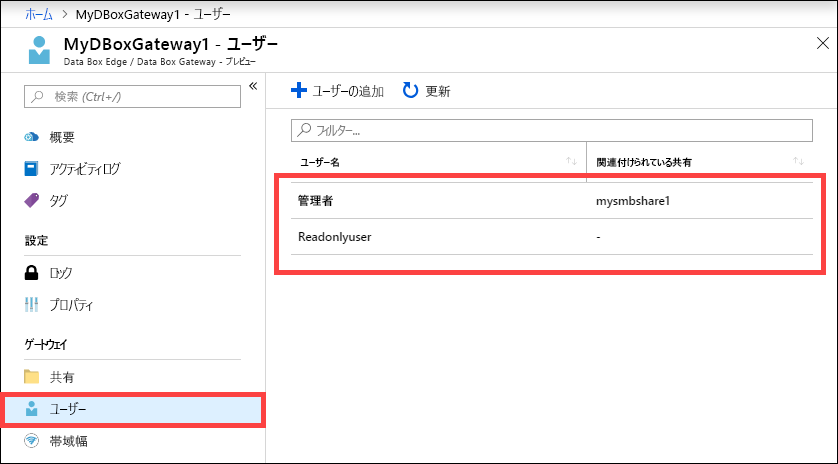 ホーム > MyDBoxGateway1 - ユーザー
MyDBoxGateway1 - ユーザー
Data Box Edge / Data Box Gateway - プレビュー
検索 (Ctrl+/)
概要
アクティビティログ
タグ
設定
ロック
プロパティ
ゲートウェイ
共有
ユーザー
帯域幅
ユーザーの追加 更新
フィルター...
ユーザー名 関連付けられている共有
管理者 mysmbshare1
Readonlyuser -